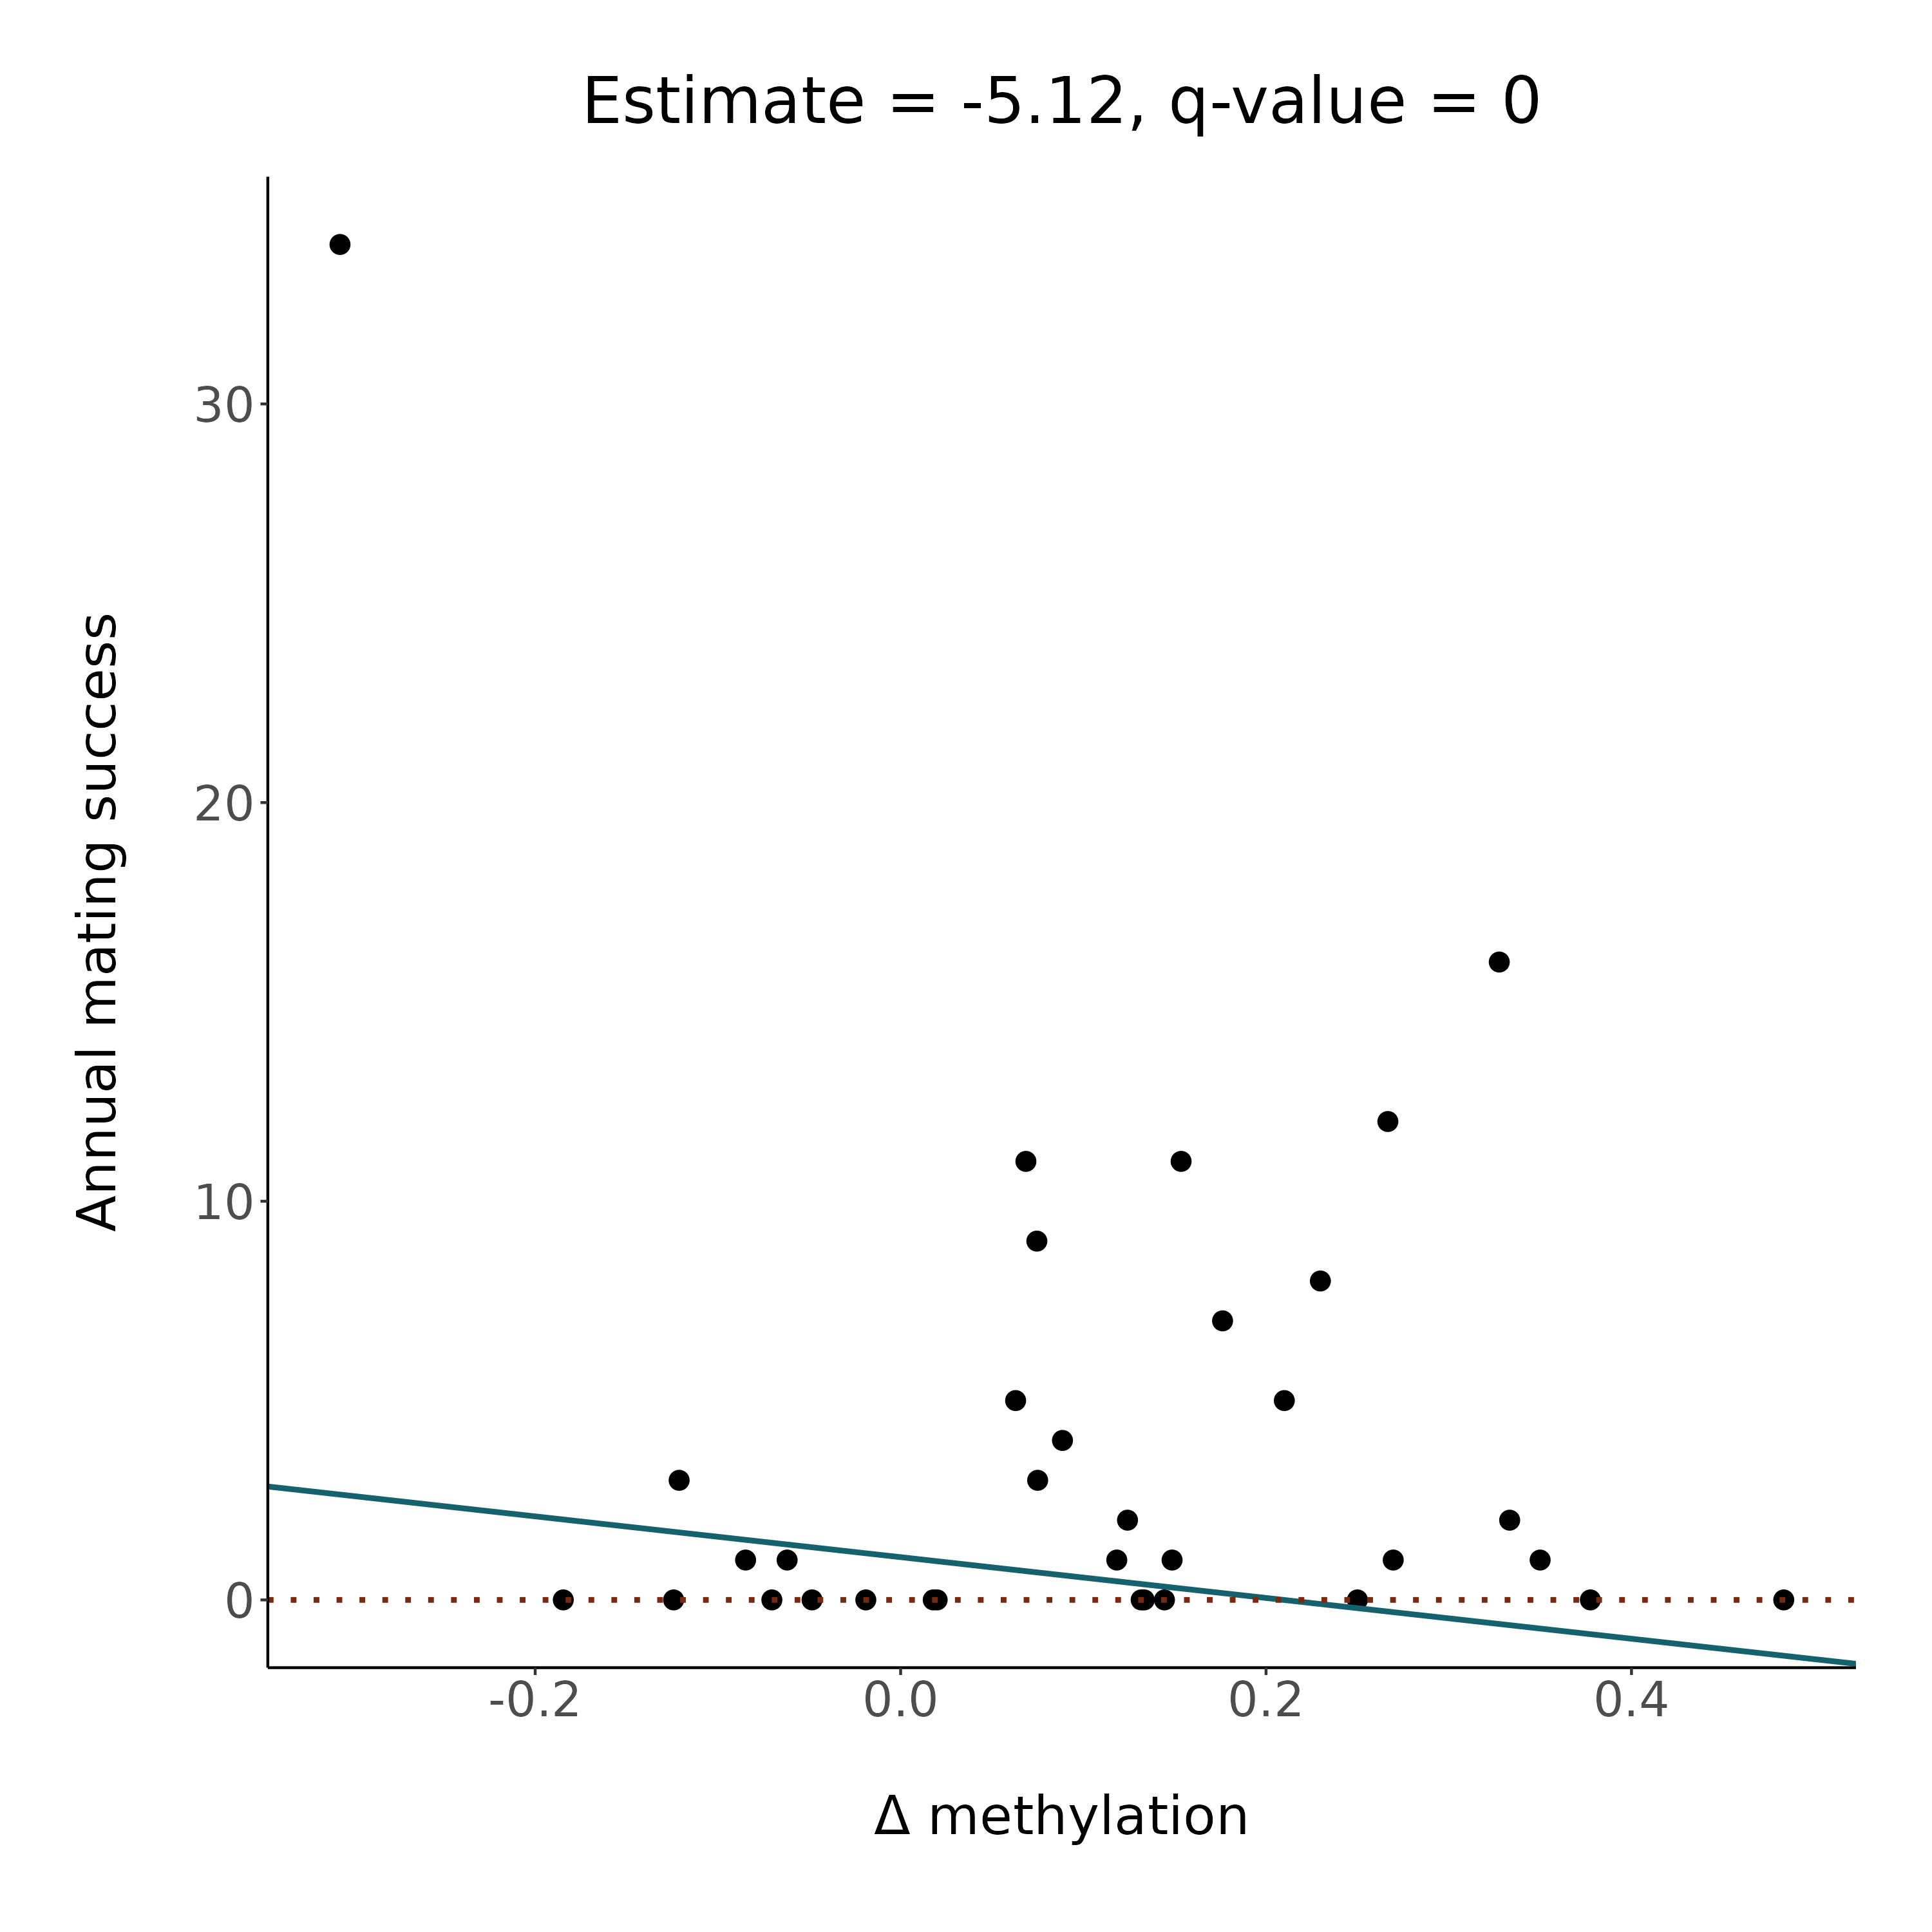 Estimate = -5.12, q-value = 0
Annual mating success
30
20
10
0
-0.2
0.0
0.2
0.4
Δ methylation